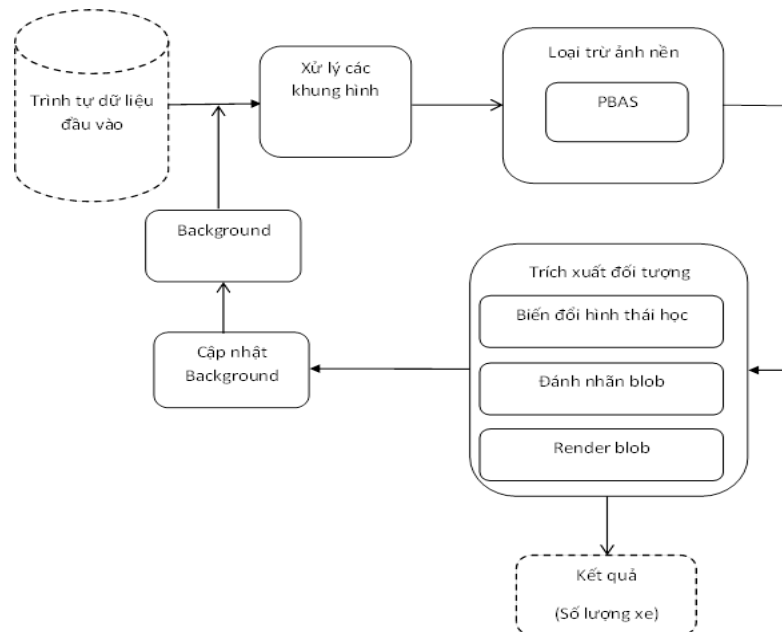 Trình tự dữ liệu
đầu vào
Xử lý các
khung hình
Loại trừ ảnh nền
PBAS
Background
Cập nhật
Background
Trích xuất đối tượng
Biến đổi hình thái học
Đánh nhãn blob
Render blob
Kết quả
(Số lượng xe)